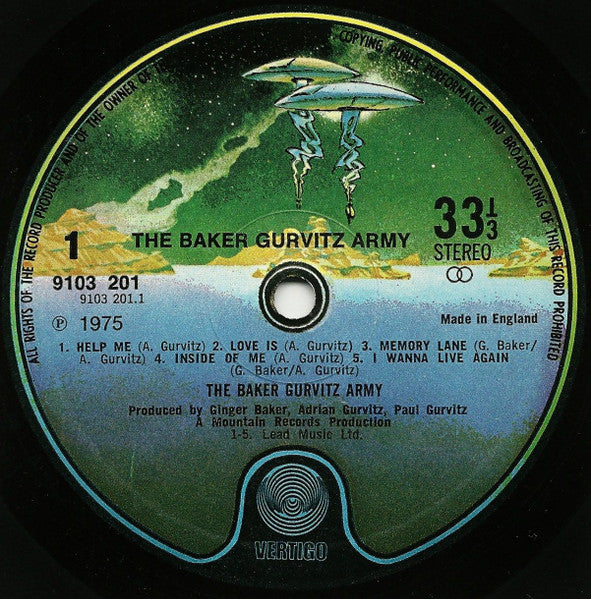 ALL RIGHTS OF THE RECORD PRODUCER AND OF THE OWNER OF
COPYING, PUBLIC PERFORMANCE AND BROADCASTING OF THIS RECORD PROHIBITED
1
THE BAKER GURVITZ ARMY
33 1/3
STEREO
9103 201
9103 201.1
℗ 1975
Made in England
1. HELP ME (A. Gurvitz) 2. LOVE IS (A. Gurvitz) 3. MEMORY LANE (G. Baker/
A. Gurvitz) 4. INSIDE OF ME (A. Gurvitz) 5. I WANNA LIVE AGAIN
(G. Baker/A. Gurvitz)
THE BAKER GURVITZ ARMY
Produced by Ginger Baker, Adrian Gurvitz, Paul Gurvitz
A Mountain Records Production
1-5. Lead Music Ltd.
VERTIGO